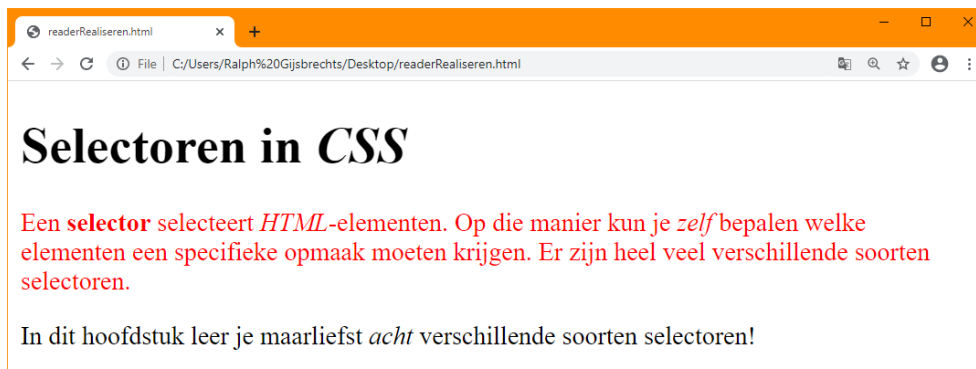 readerRealiseren.html
File | C:/Users/Ralph%20Gijsbrechts/Desktop/readerRealiseren.html
Selectoren in CSS
Een selector selecteert HTML-elementen. Op die manier kun je zelf bepalen welke
elementen een specifieke opmaak moeten krijgen. Er zijn heel veel verschillende soorten
selectoren.
In dit hoofdstuk leer je maarliefst acht verschillende soorten selectoren!